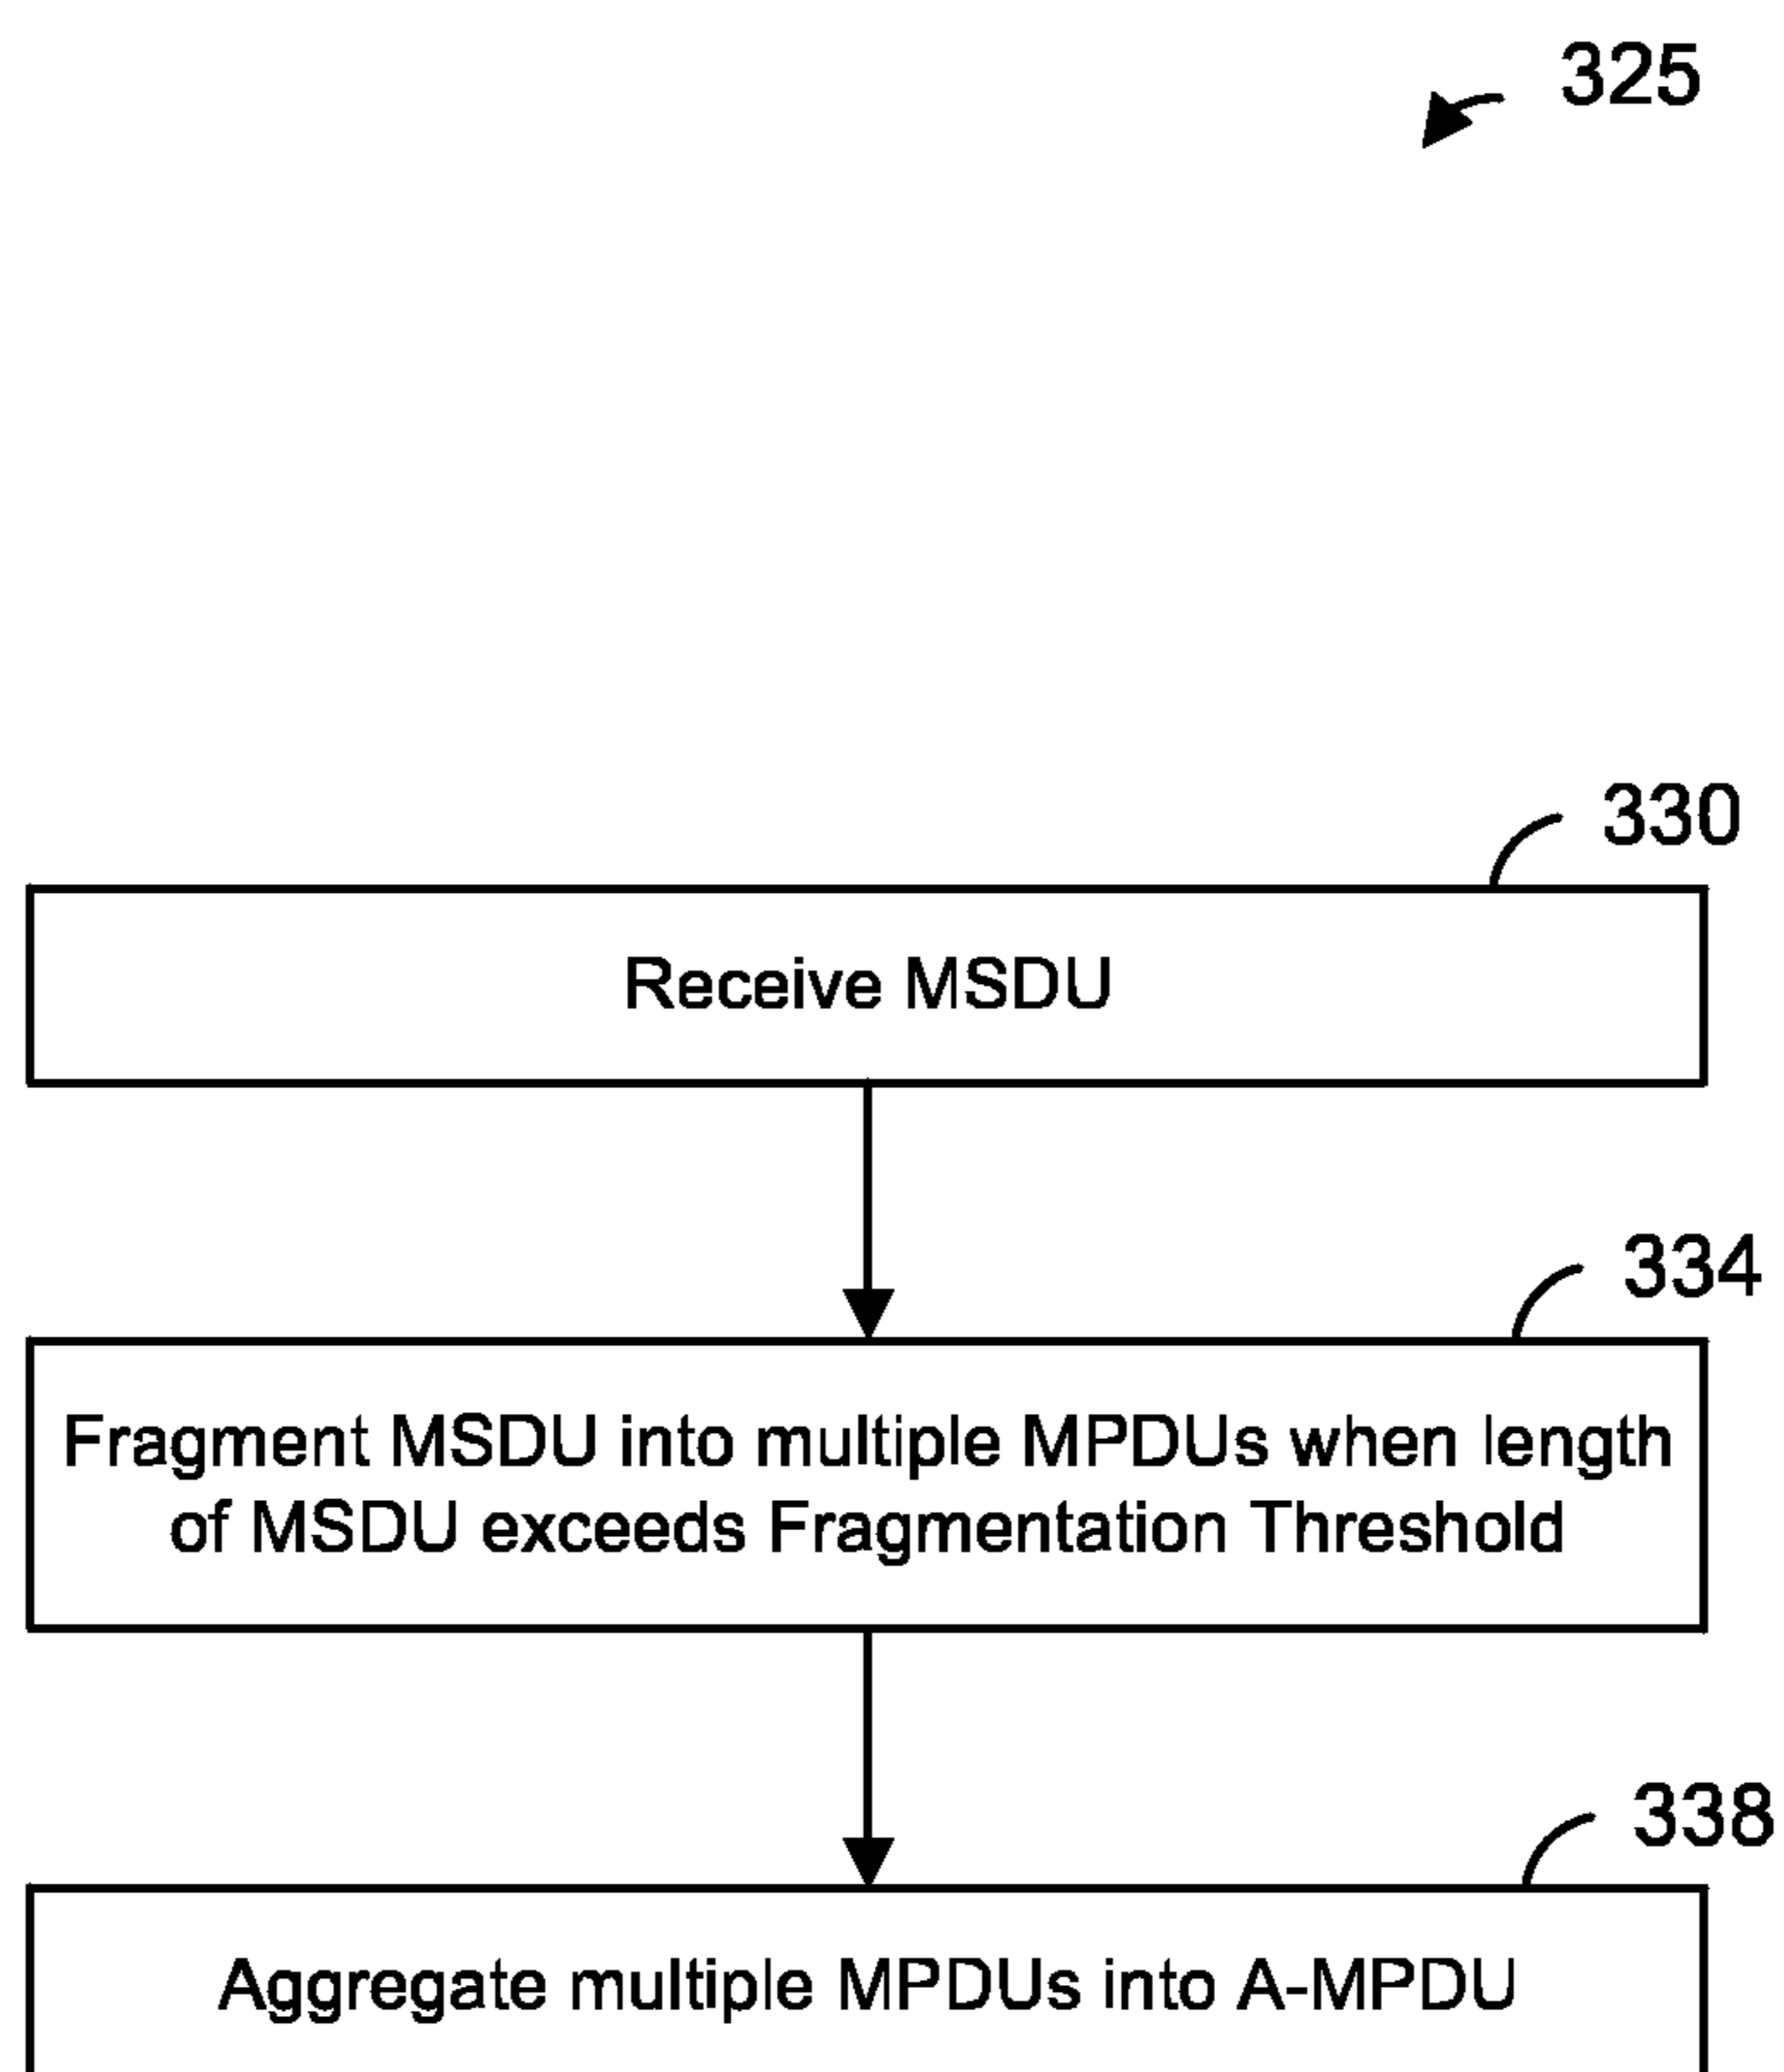 325
330
Receive MSDU
334
Fragment MSDU into multiple MPDUs when length
of MSDU exceeds Fragmentation Threshold
338
Aggregate multiple MPDUs into A-MPDU